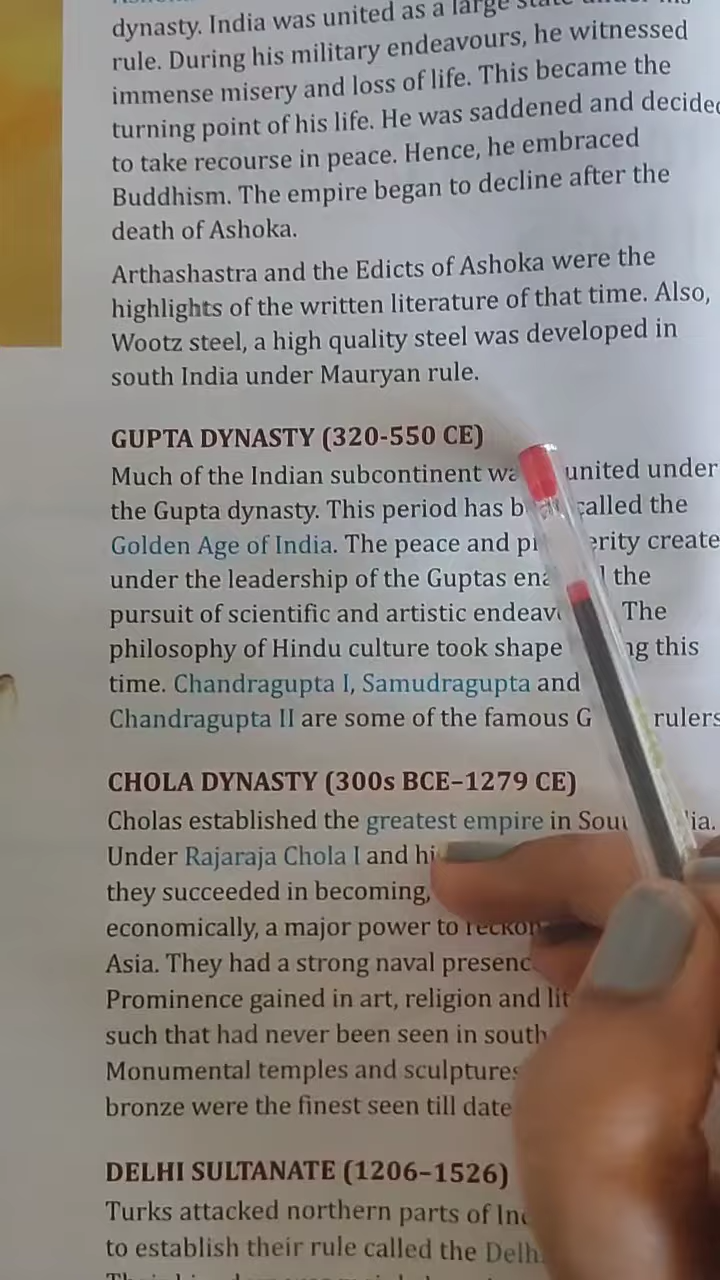 dynasty. India was united as a large state under his
rule. During his military endeavours, he witnessed
immense misery and loss of life. This became the
turning point of his life. He was saddened and decided
to take recourse in peace. Hence, he embraced
Buddhism. The empire began to decline after the
death of Ashoka.
Arthashastra and the Edicts of Ashoka were the
highlights of the written literature of that time. Also,
Wootz steel, a high quality steel was developed in
south India under Mauryan rule.
GUPTA DYNASTY (320-550 CE)
Much of the Indian subcontinent united under
the Gupta dynasty. This period has called the
Golden Age of India. The peace and create
under the leadership of the Guptas the
pursuit of scientific and artistic The
philosophy of Hindu culture took shape this
time. Chandragupta I, Samudragupta and
Chandragupta II are some of the famous rulers
CHOLA DYNASTY (300s BCE–1279 CE)
Cholas established the greatest empire in
Under Rajaraja Chola I and
they succeeded in becoming,
economically, a major power to reckon
Asia. They had a strong naval
Prominence gained in art, religion and
such that had never been seen in south
Monumental temples and sculptures
bronze were the finest seen till date
DELHI SULTANATE (1206–1526)
Turks attacked northern parts of
to establish their rule called the